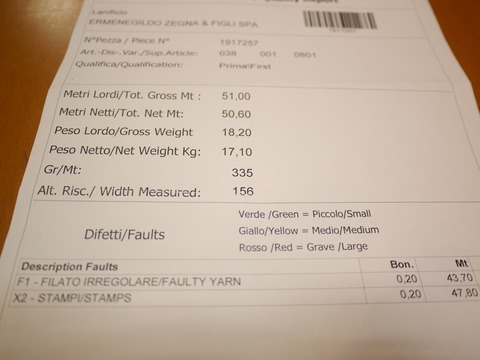 Quality Report
Lanificio
ERMENEGILDO ZEGNA & FIGLI SPA
1917257
N°Pezza / Piece N° 1917257
Art.-Dis-.Var./Sup.Article: 038 001 0801
Qualifica/Qualification: Prima\First
Metri Lordi/Tot. Gross Mt : 51,00
Metri Netti/Tot. Net Mt: 50,60
Peso Lordo/Gross Weight 18,20
Peso Netto/Net Weight Kg: 17,10
Gr/Mt: 335
Alt. Risc./ Width Measured: 156
Difetti/Faults
Verde /Green = Piccolo/Small
Giallo/Yellow = Medio/Medium
Rosso /Red = Grave /Large
Description Faults Bon. Mt
F1 - FILATO IRREGOLARE/FAULTY YARN 0,20 43,70
X2 - STAMPI/STAMPS 0,20 47,80